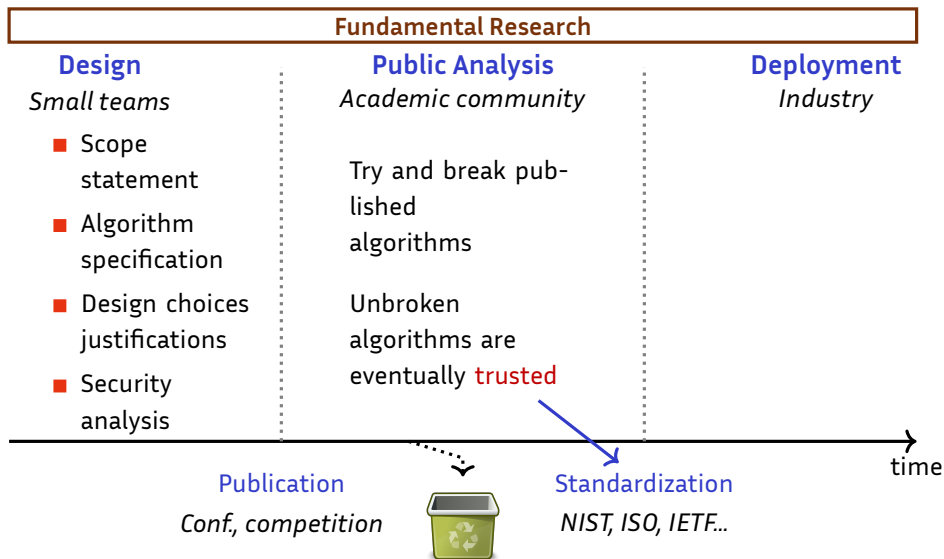 Fundamental Research
Design
Small teams
Scope
statement
Algorithm
specification
Design choices
justifications
Security
analysis
Public Analysis
Academic community
Try and break pub-
lished
algorithms
Unbroken
algorithms are
eventually trusted
Deployment
Industry
time
Publication
Conf., competition
Standardization
NIST, ISO, IETF...